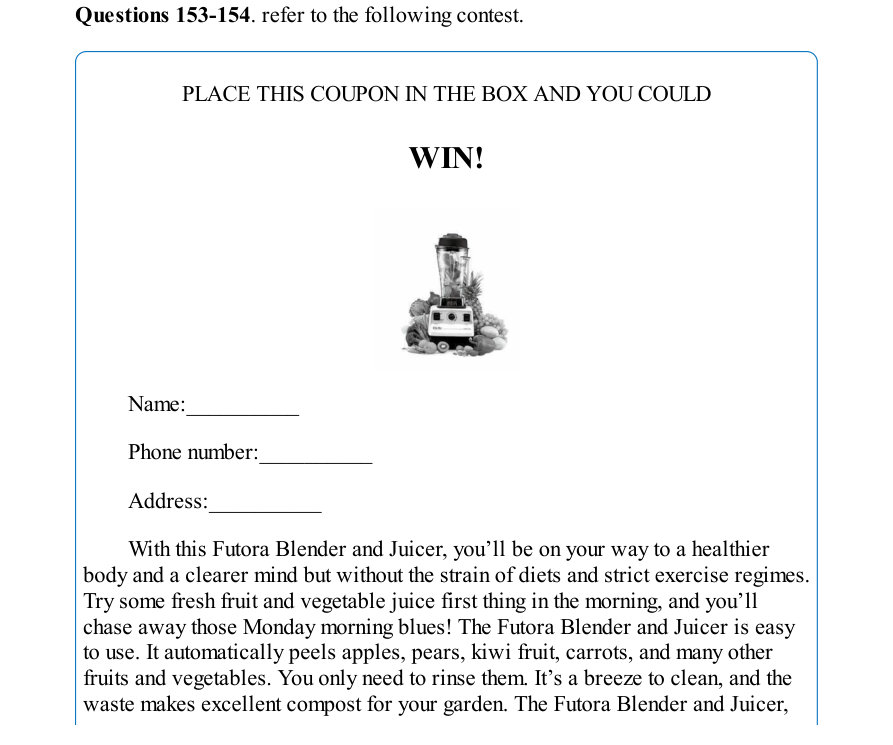 Questions 153-154. refer to the following contest.
PLACE THIS COUPON IN THE BOX AND YOU COULD
WIN!
Name:__________
Phone number:__________
Address:__________
With this Futora Blender and Juicer, you’ll be on your way to a healthier
body and a clearer mind but without the strain of diets and strict exercise regimes.
Try some fresh fruit and vegetable juice first thing in the morning, and you’ll
chase away those Monday morning blues! The Futora Blender and Juicer is easy
to use. It automatically peels apples, pears, kiwi fruit, carrots, and many other
fruits and vegetables. You only need to rinse them. It’s a breeze to clean, and the
waste makes excellent compost for your garden. The Futora Blender and Juicer,